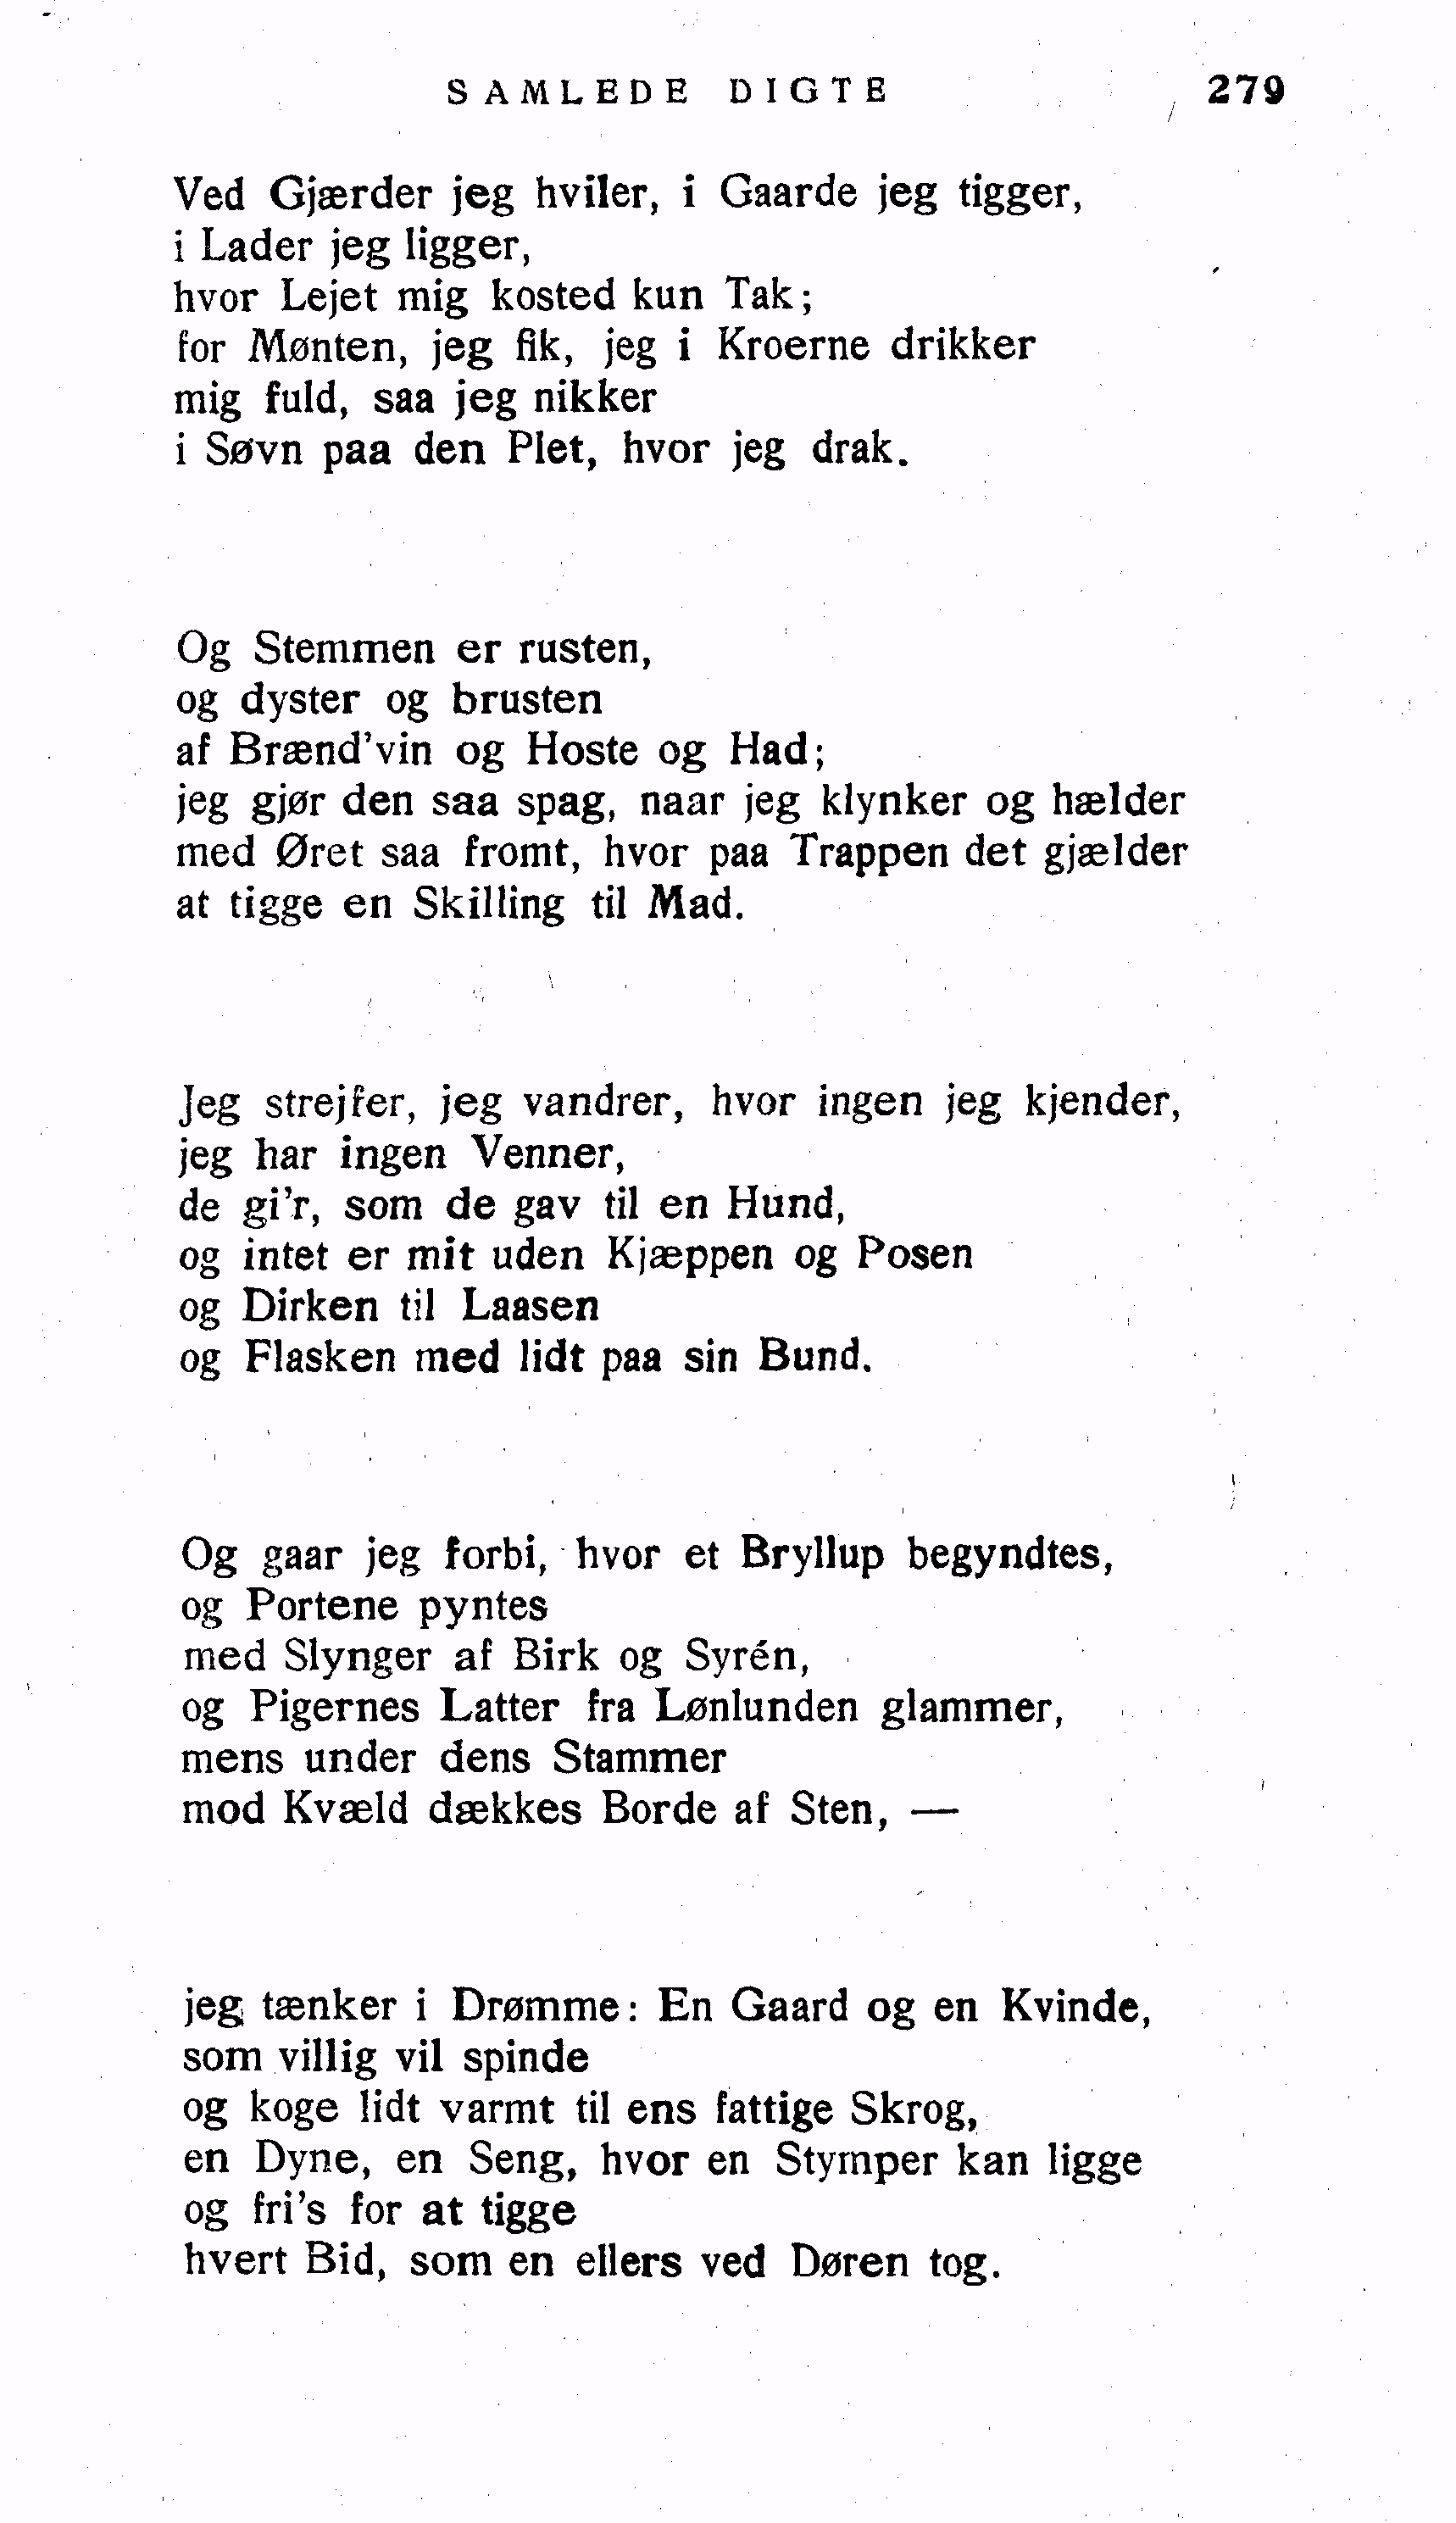 SAMLEDE DIGTE 279
Ved Gjærder jeg hviler, i Gaarde jeg tigger,
i Lader jeg ligger,
hvor Lejet mig kosted kun Tak;
for Mønten, jeg fik, jeg i Kroerne drikker
mig fuld, saa jeg nikker
i Søvn paa den Plet, hvor jeg drak.
Og Stemmen er rusten,
og dyster og brusten
af Brænd'vin og Hoste og Had;
jeg gjør den saa spag, naar jeg klynker og hælder
med Øret saa fromt, hvor paa Trappen det gjælder
at tigge en Skilling til Mad.
Jeg strejfer, jeg vandrer, hvor ingen jeg kjender,
jeg har ingen Venner,
de gi'r, som de gav til en Hund,
og intet er mit uden Kjæppen og Posen
og Dirken til Laasen
og Flasken med lidt paa sin Bund.
Og gaar jeg forbi, hvor et Bryllup begyndtes,
og Portene pyntes
med Slynger af Birk og Syrén,
og Pigernes Latter fra Lønlunden glammer,
mens under dens Stammer
mod Kvæld dækkes Borde af Sten, —
jeg tænker i Drømme: En Gaard og en Kvinde,
som villig vil spinde
og koge lidt varmt til ens fattige Skrog,
en Dyne, en Seng, hvor en Stymper kan ligge
og fri's for at tigge
hvert Bid, som en ellers ved Døren tog.